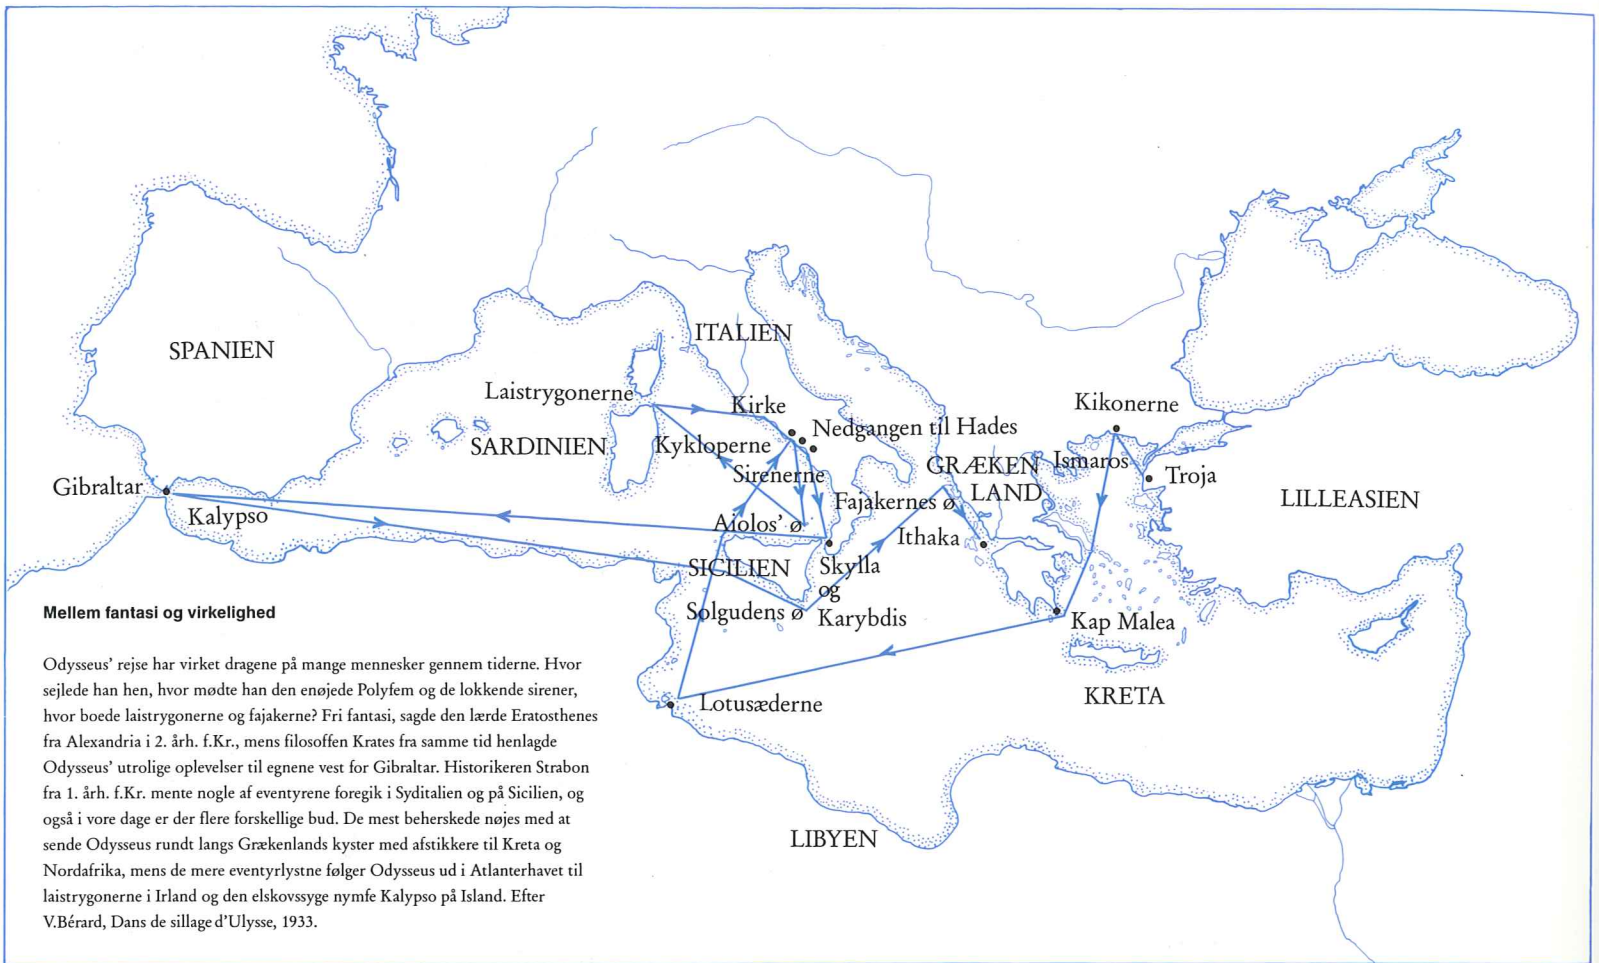 ITALIEN
SPANIEN
Laistrygonerne
Kirke
Kikonerne
Nedgangen til Hades
SARDINIEN
Kykloperne
GRÆKEN
LAND
Ismaros
Sirenerne
Troja
Gibraltar
Fajakernes ø
LILLEASIEN
Kalypso
Aiolos’ ø
Ithaka
SICILIEN
Skylla
og
Karybdis
Solgudens ø
Kap Malea
KRETA
Lotusæderne
LIBYEN
Mellem fantasi og virkelighed
Odysseus’ rejse har virket dragene på mange mennesker gennem tiderne. Hvor
sejlede han hen, hvor mødte han den enøjede Polyfem og de lokkende sirener,
hvor boede laistrygonerne og fajakerne? Fri fantasi, sagde den lærde Eratosthenes
fra Alexandria i 2. årh. f.Kr., mens filosoffen Krates fra samme tid henlagde
Odysseus’ utrolige oplevelser til egnene vest for Gibraltar. Historikeren Strabon
fra 1. årh. f.Kr. mente nogle af eventyrene foregik i Syditalien og på Sicilien, og
også i vore dage er der flere forskellige bud. De mest beherskede nøjes med at
sende Odysseus rundt langs Grækenlands kyster med afstikkere til Kreta og
Nordafrika, mens de mere eventyrlystne følger Odysseus ud i Atlanterhavet til
laistrygonerne i Irland og den elskovssyge nymfe Kalypso på Island. Efter
V.Bérard, Dans de sillage d’Ulysse, 1933.